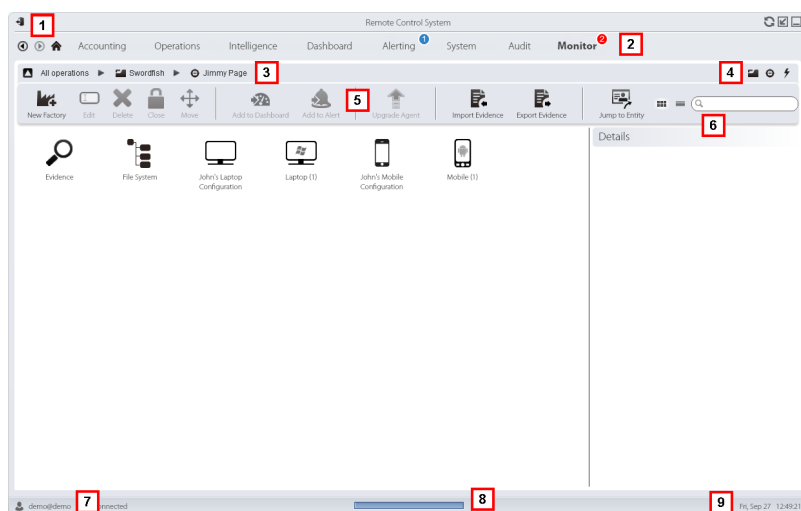 Remote Control System
1
Accounting Operations Intelligence Dashboard Alerting 1 System Audit Monitor 2 2
All operations Swordfish Jimmy Page 3 4
New Factory Edit Delete Close Move Add to Dashboard Add to Alert 5 Upgrade Agent Import Evidence Export Evidence Jump to Entity
6
Details
Evidence File System John's Laptop Configuration Laptop (1) John's Mobile Configuration Mobile (1)
demo@demo 7 8 9 Fri, Sep 27 12:49:21